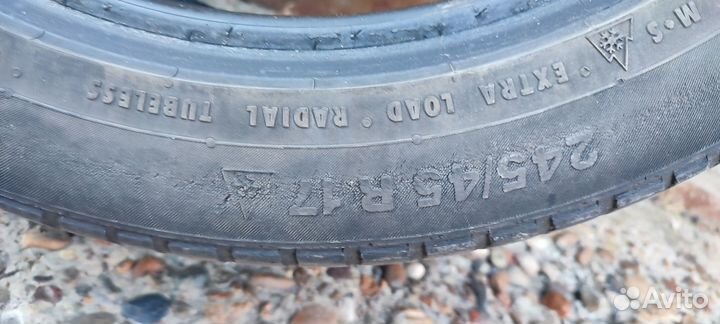 M·S EXTRA LOAD RADIAL TUBELESS
245/45 R 17
Avito